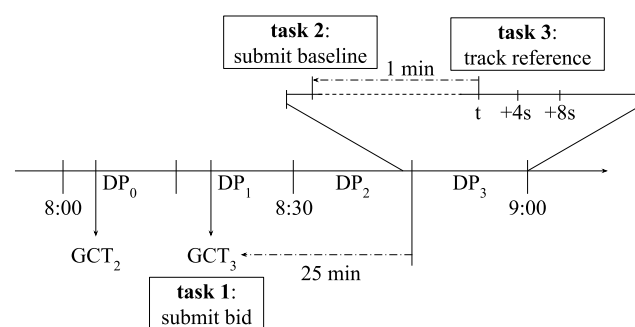 task 2:
submit baseline
task 3:
track reference
1 min
t +4s +8s
DP0 DP1 DP2 DP3
8:00 8:30 9:00
GCT2 GCT3
25 min
task 1:
submit bid